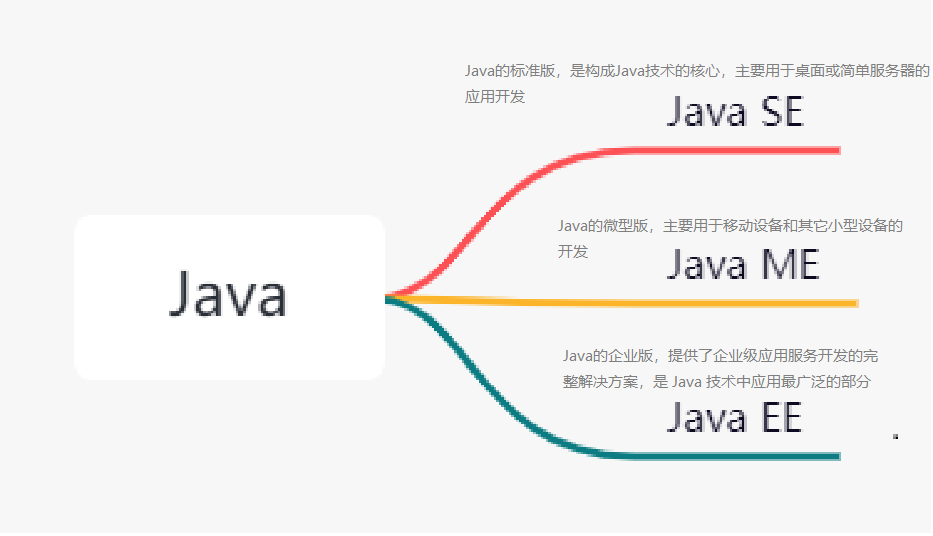 Java的标准版，是构成Java技术的核心，主要用于桌面或简单服务器的
应用开发
Java SE
Java的微型版，主要用于移动设备和其它小型设备的
开发
Java ME
Java
Java的企业版，提供了企业级应用服务开发的完
整解决方案，是 Java 技术中应用最广泛的部分
Java EE